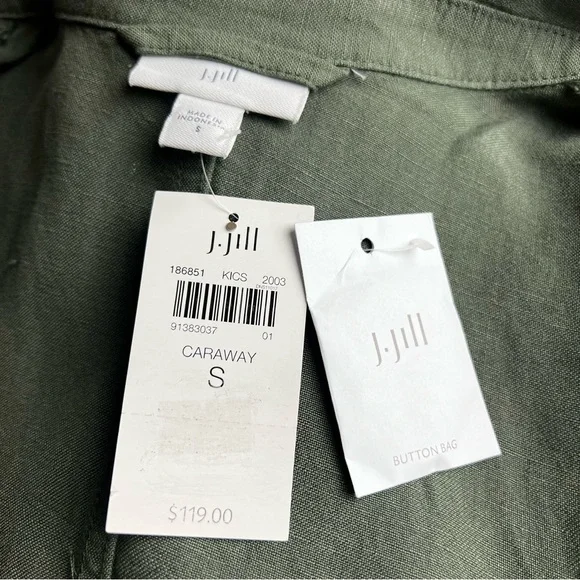 J.Jill
MADE IN
INDONESIA
S
J.Jill
186851 KICS 2003
91383037 01
CARAWAY
S
$119.00
J.Jill
BUTTON BAG